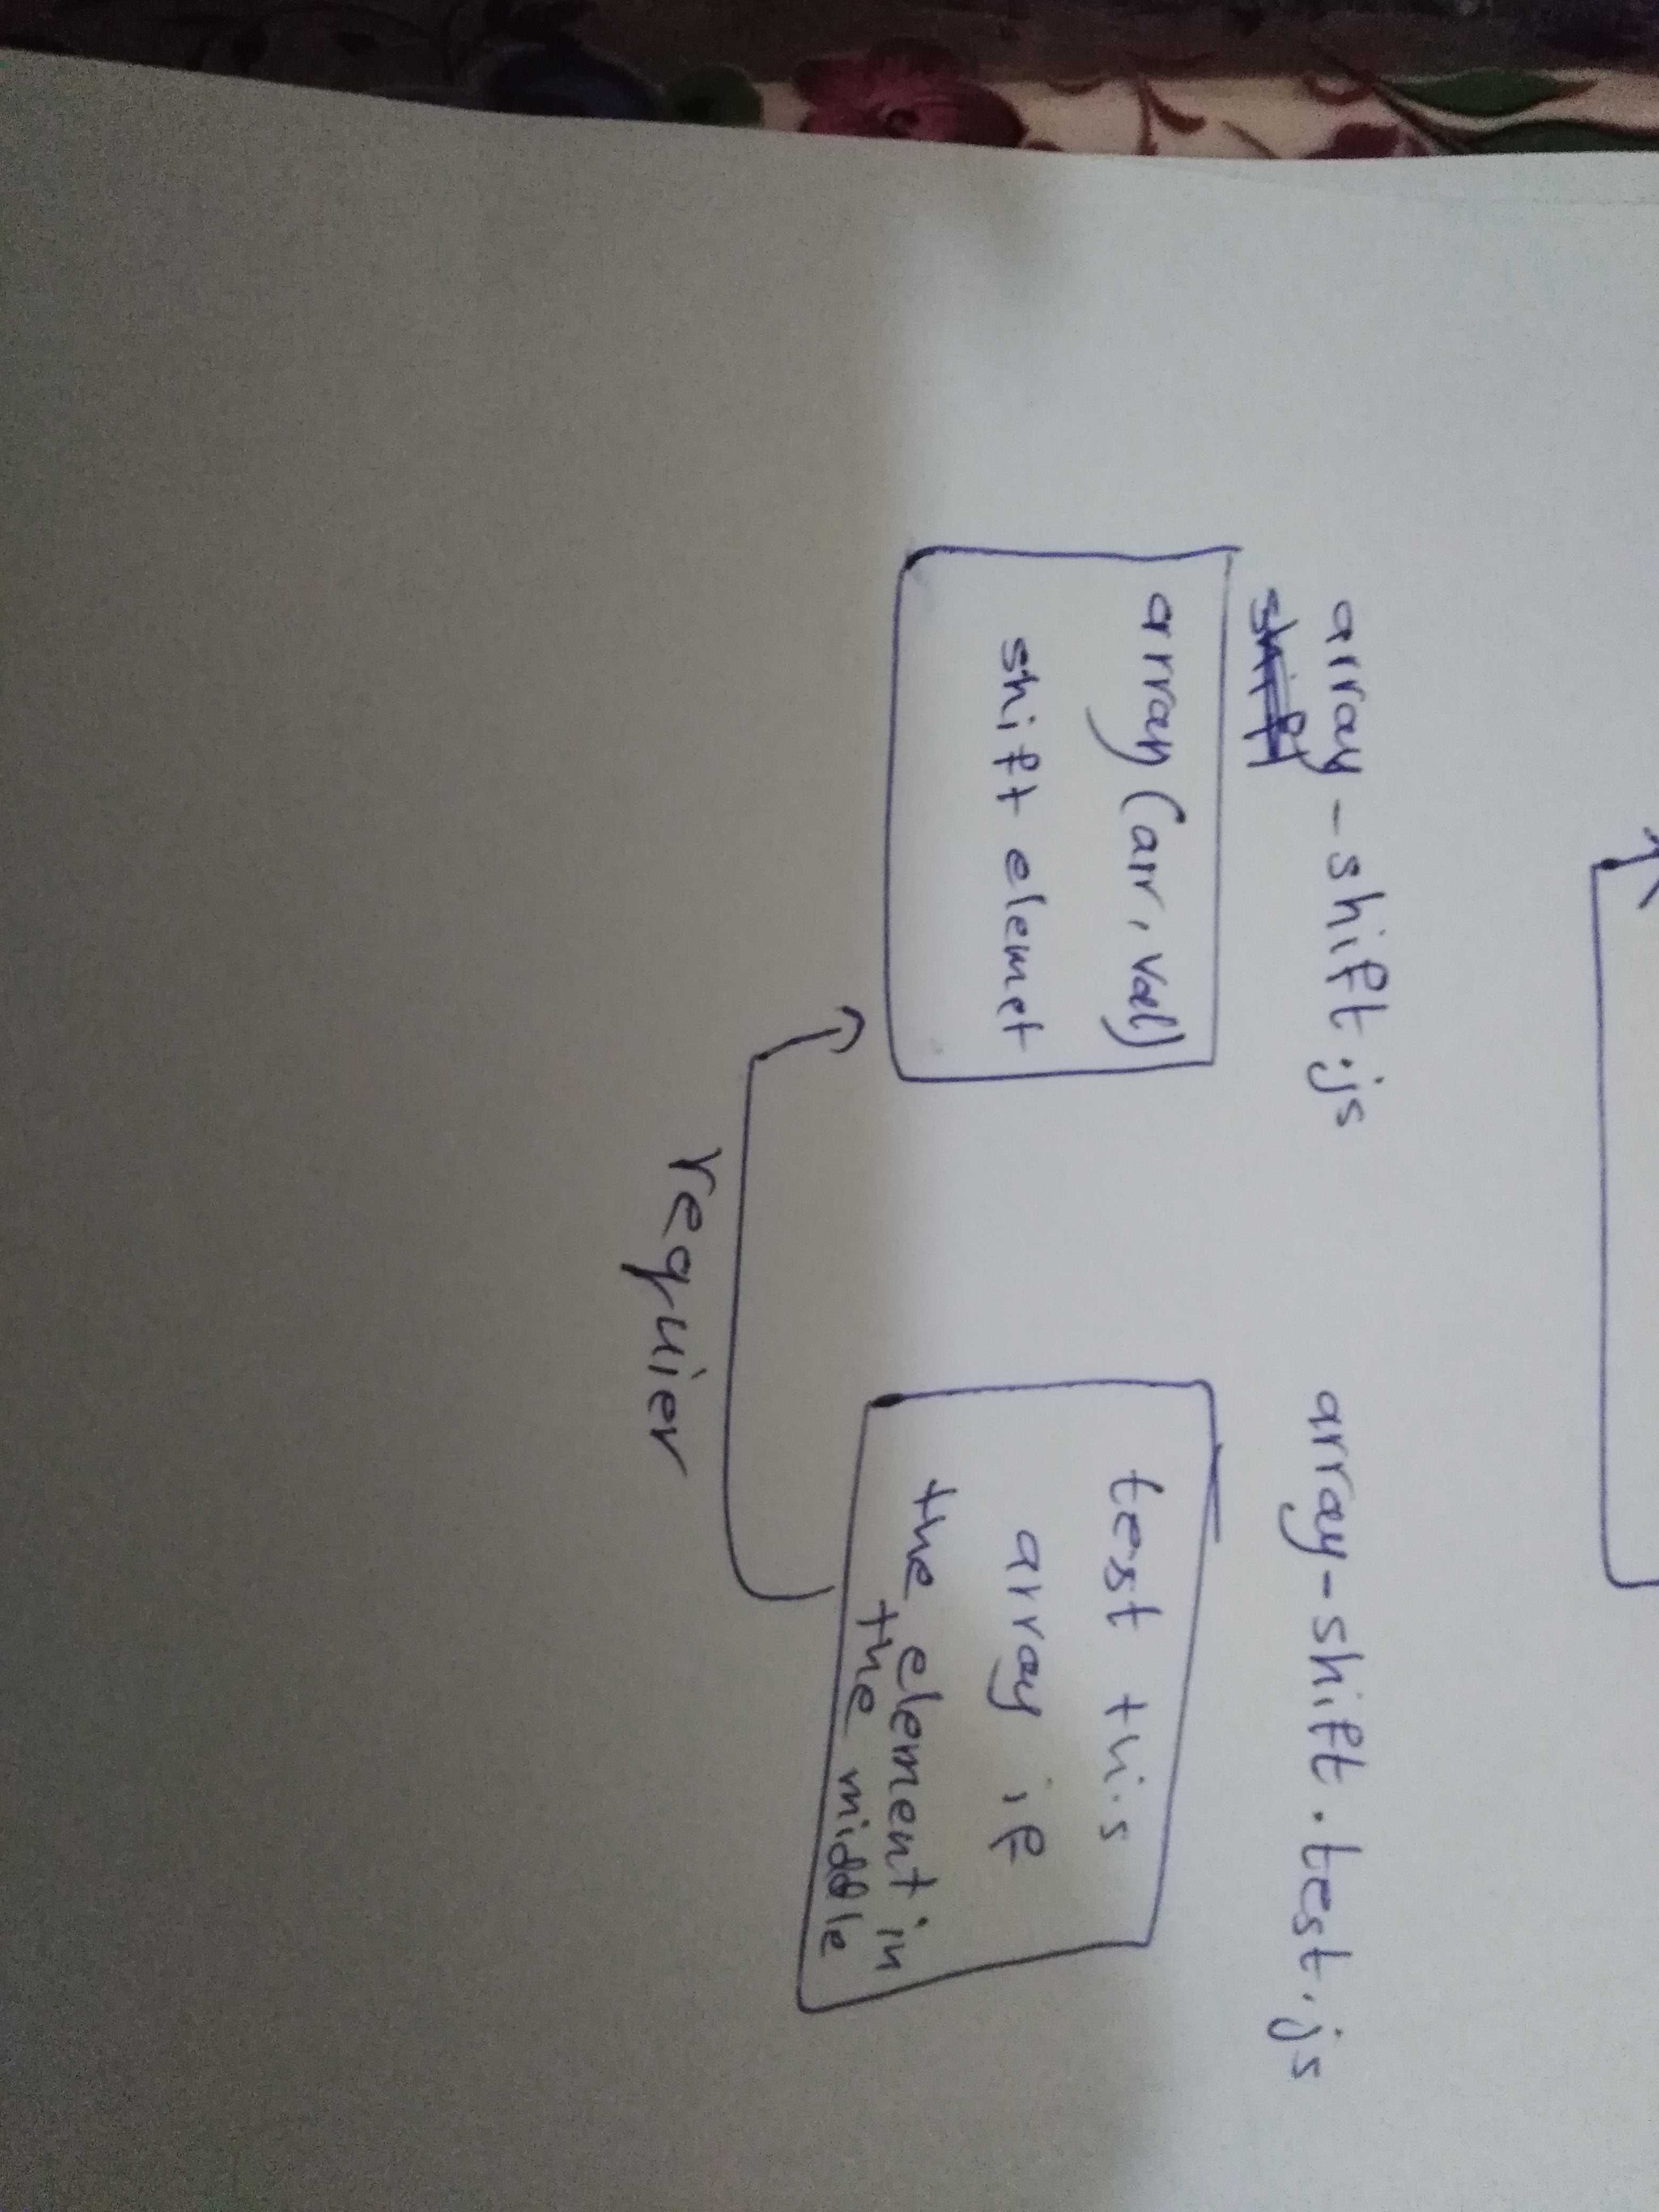 array-shift.js
shift
array (arr, val)
shift elemet
array-shift.test.js
test this
array if
the element in
the middle
requier